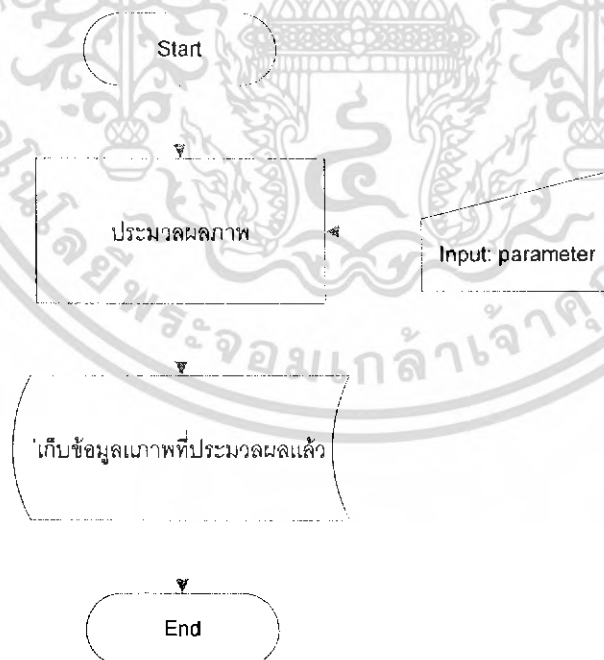 Start
ประมวลผลภาพ
Input: parameter
เก็บข้อมูลแภาพที่ประมวลผลแล้ว
End